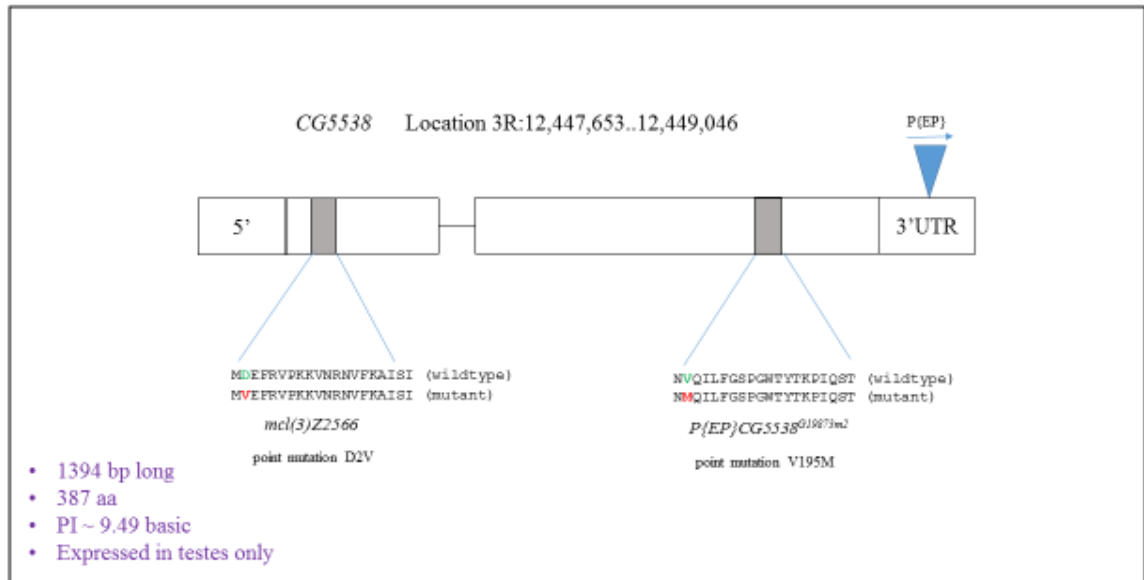 CG5538 Location 3R:12,447,653..12,449,046
P{EP}
5’
3’UTR
MDEFRVPKKVNRNVFKAISI (wildtype)
MVEFRVPKKVNRNVFKAISI (mutant)
mcl(3)Z2566
point mutation D2V
NVQILFGSPGWTYTKPIQST (wildtype)
NMQILFGSPGWTYTKPIQST (mutant)
P{EP}CG5538G19873m2
point mutation V195M
• 1394 bp long
• 387 aa
• PI ~ 9.49 basic
• Expressed in testes only